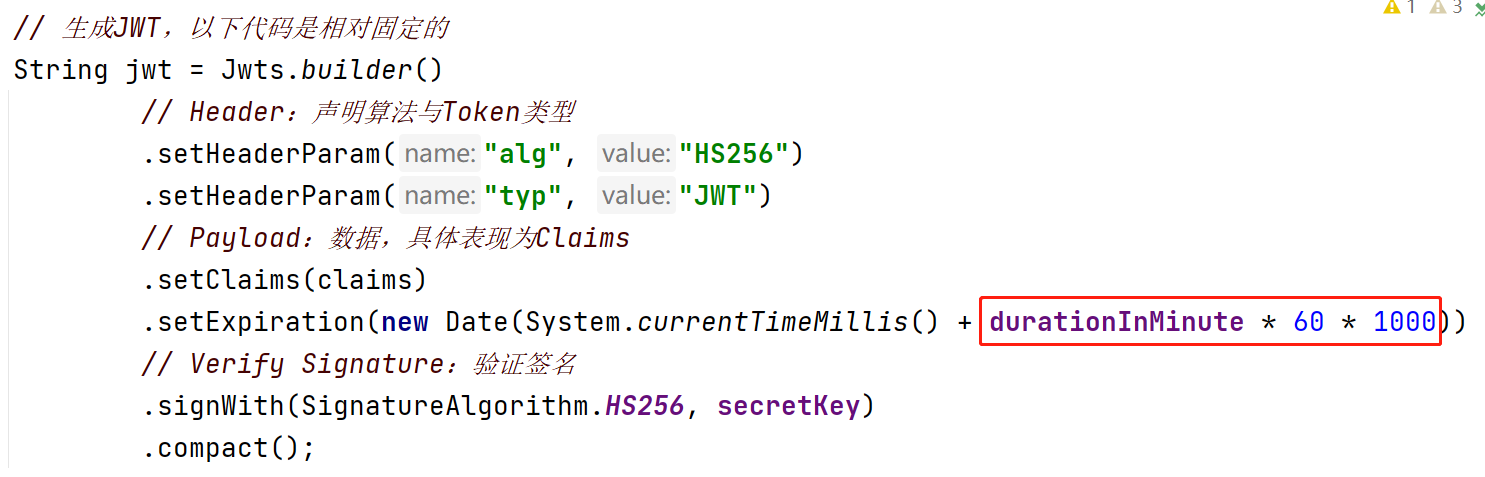 1 3
// 生成JWT，以下代码是相对固定的
String jwt = Jwts.builder()
// Header：声明算法与Token类型
.setHeaderParam( name: "alg", value: "HS256")
.setHeaderParam( name: "typ", value: "JWT")
// Payload：数据，具体表现为Claims
.setClaims(claims)
.setExpiration(new Date(System.currentTimeMillis() + durationInMinute * 60 * 1000))
// Verify Signature：验证签名
.signWith(SignatureAlgorithm.HS256, secretKey)
.compact();